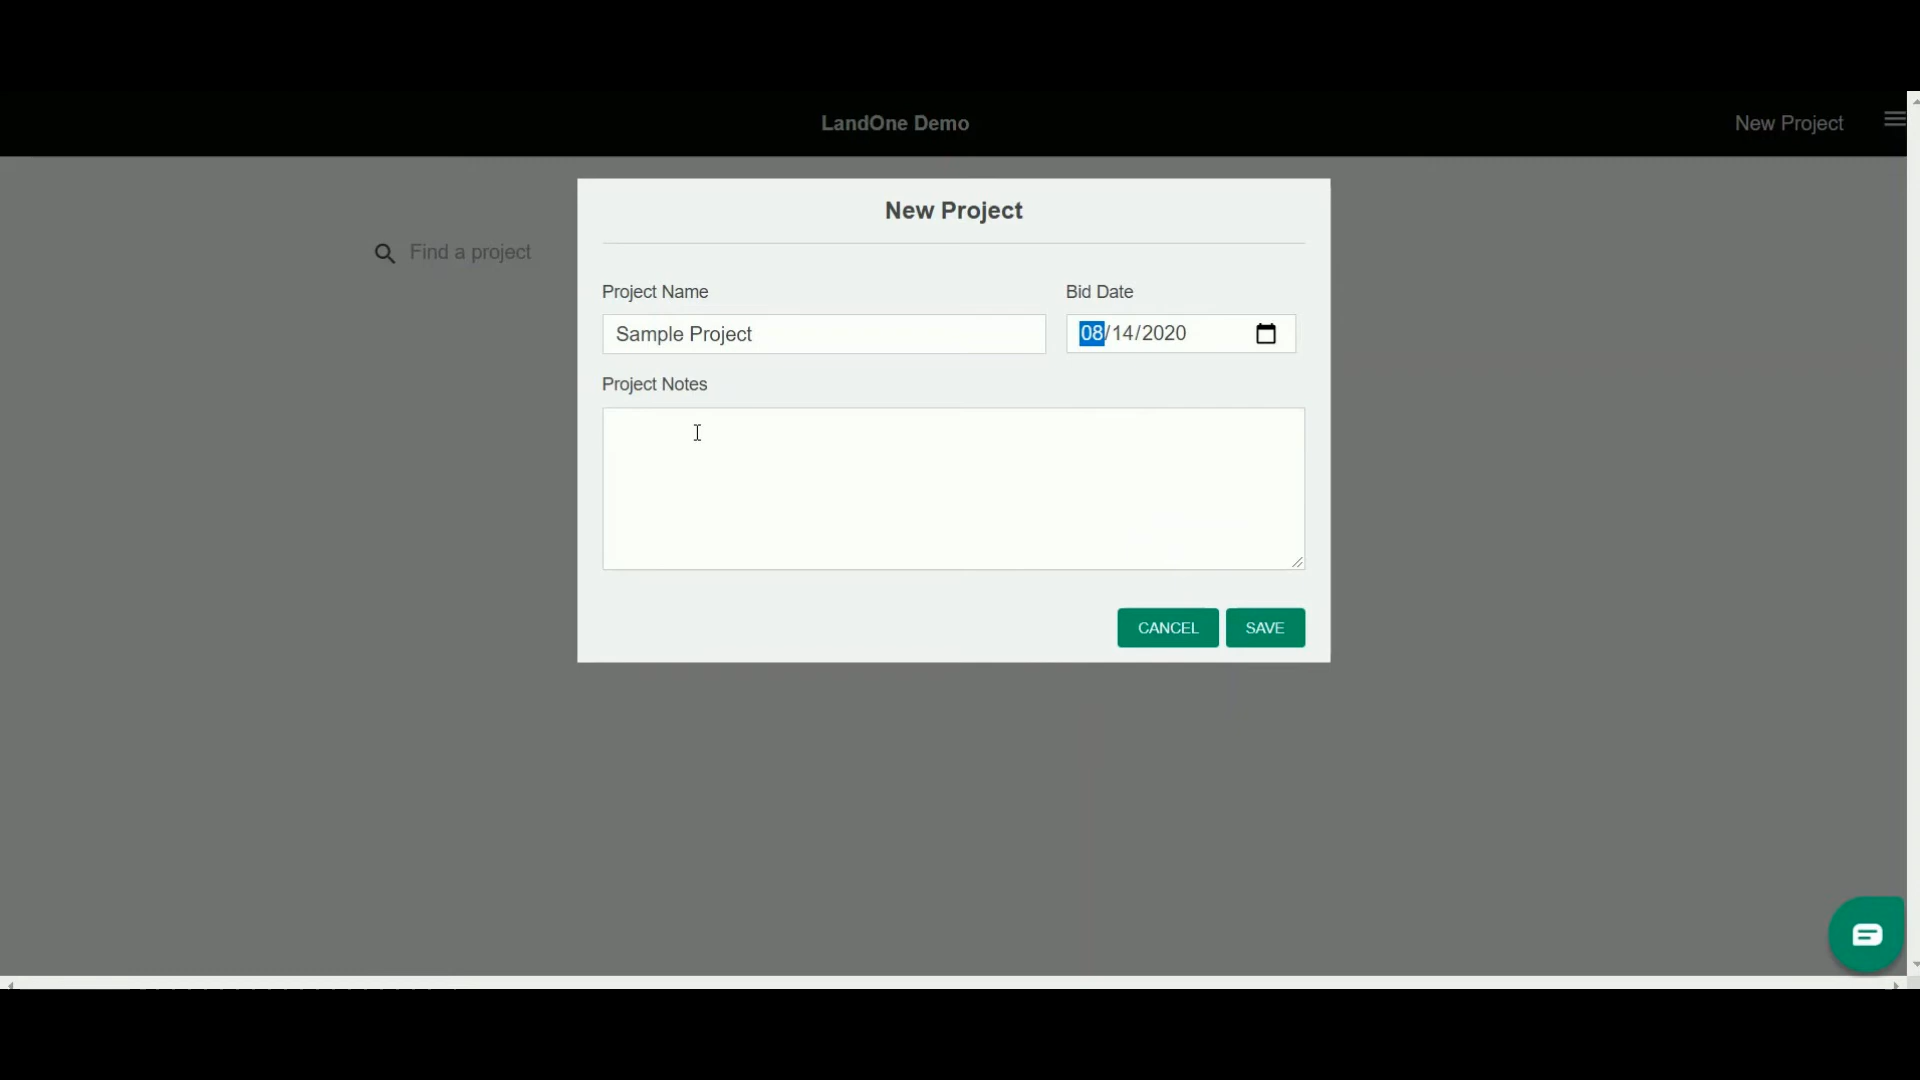 LandOne Demo
New Project
New Project
Find a project
Project Name
Bid Date
Sample Project
08/14/2020
Project Notes
CANCEL
SAVE